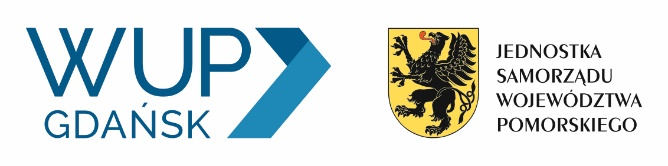 WUP
GDAŃSK
JEDNOSTKA
SAMORZĄDU
WOJEWÓDZTWA
POMORSKIEGO